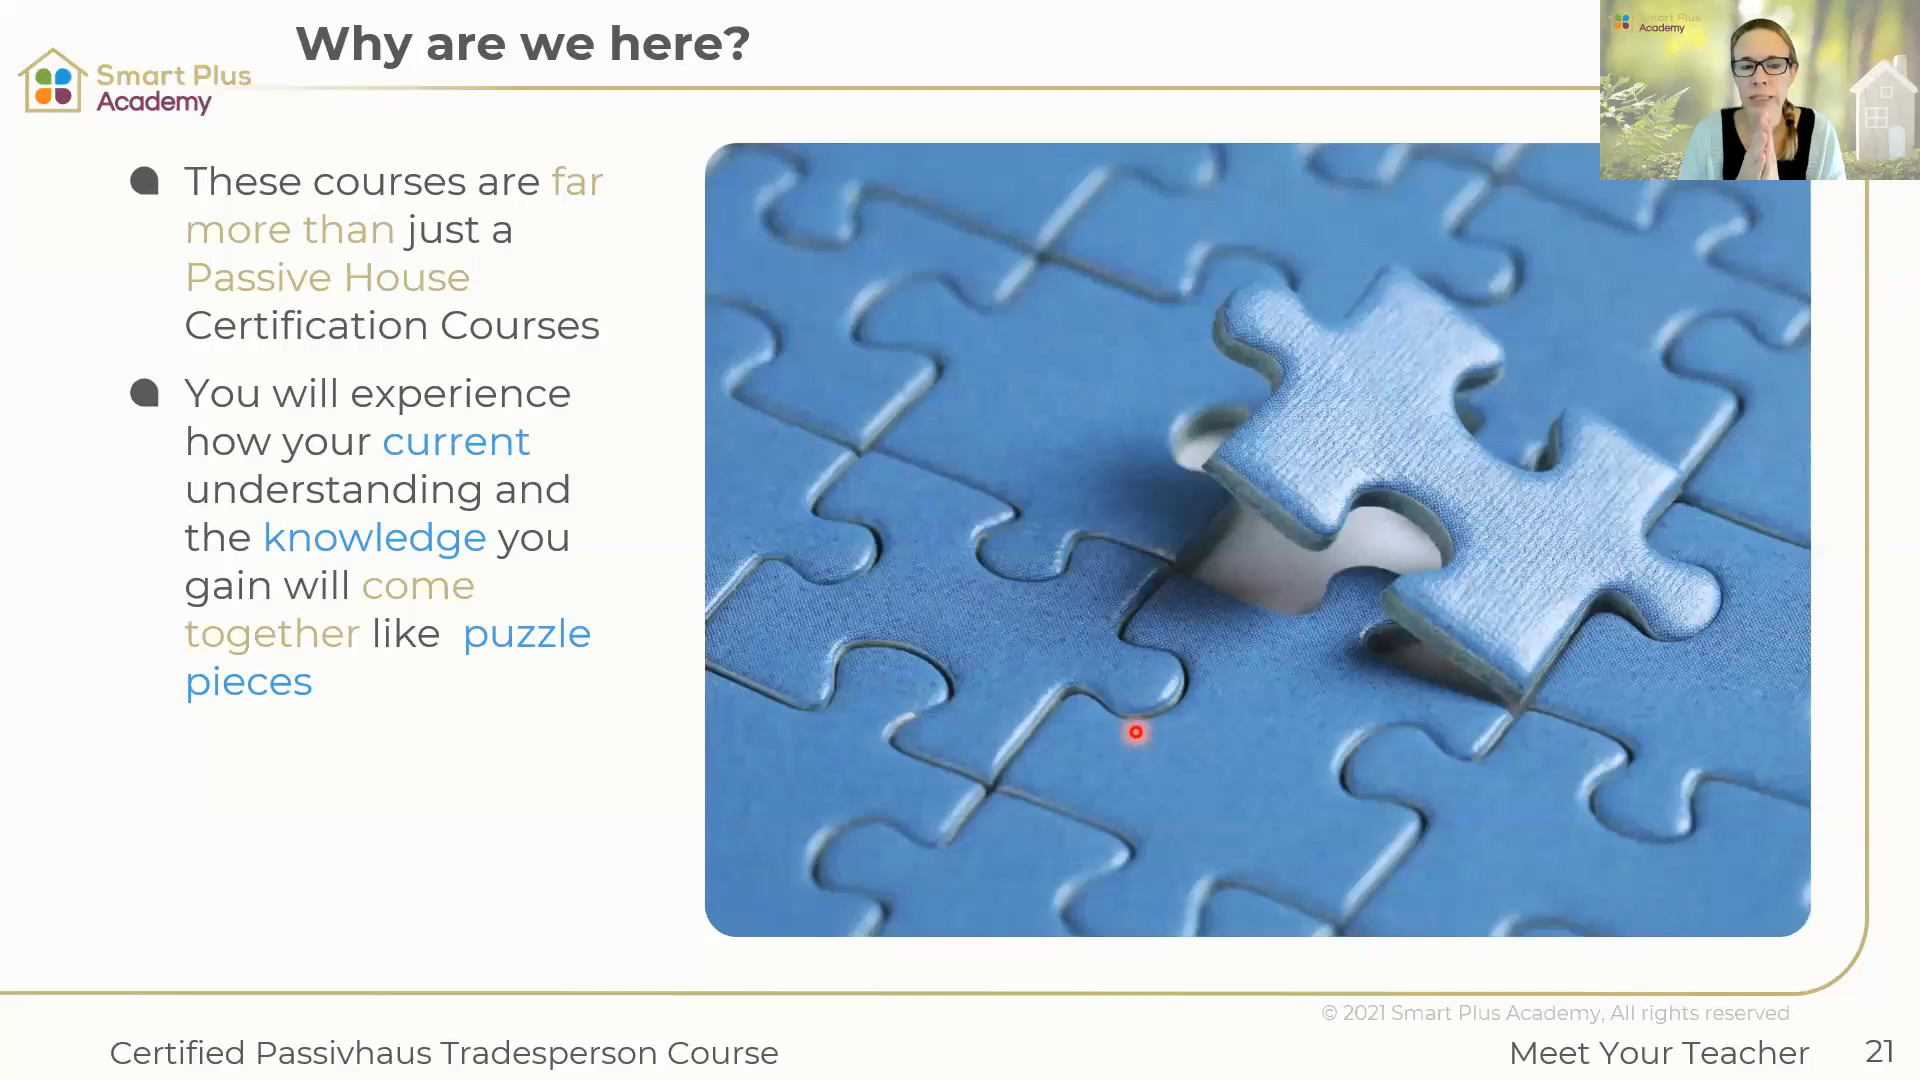 Why are we here?
Smart Plus
Academy
Smart Plus
Academy
These courses are far
more than just a
Passive House
Certification Courses
You will experience
how your current
understanding and
the knowledge you
gain will come
together like puzzle
pieces
© 2021 Smart Plus Academy, All rights reserved
Certified Passivhaus Tradesperson Course
Meet Your Teacher
21